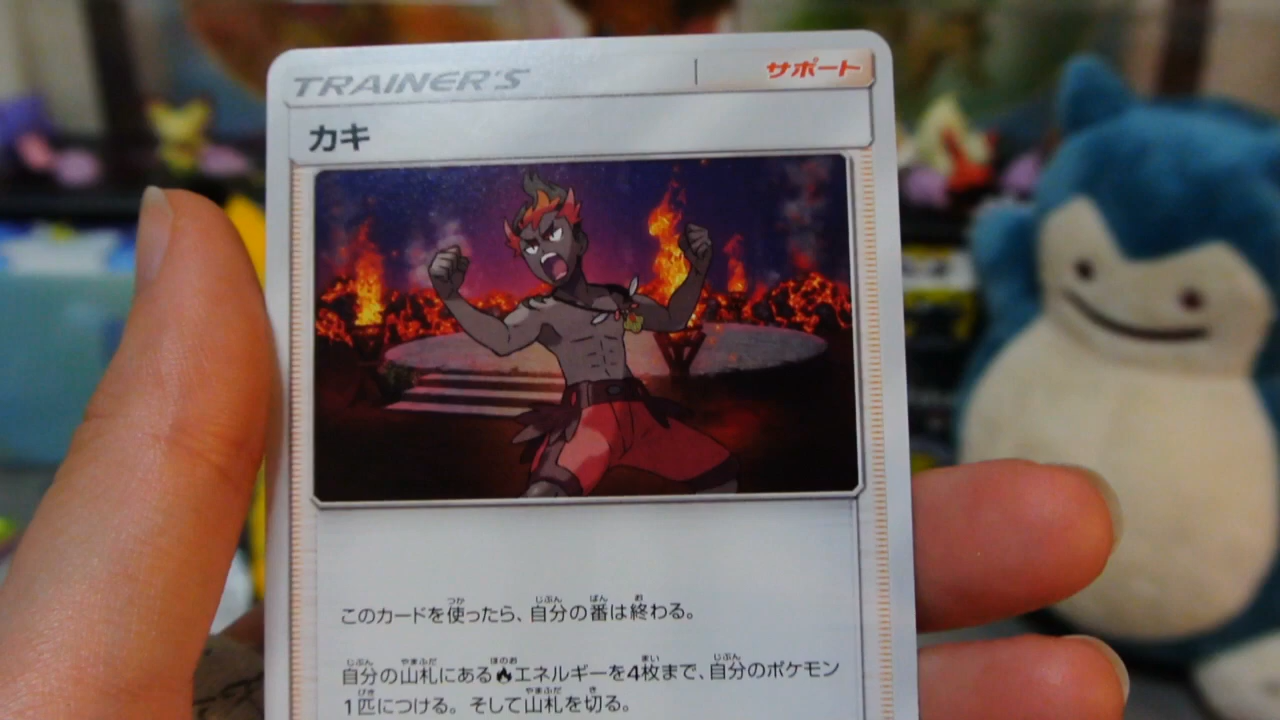 TRAINER'S
サポート
カキ
このカードを使ったら、自分の番は終わる。
自分の山札にある🔥エネルギーを4枚まで、自分のポケモン
1匹につける。そして山札を切る。